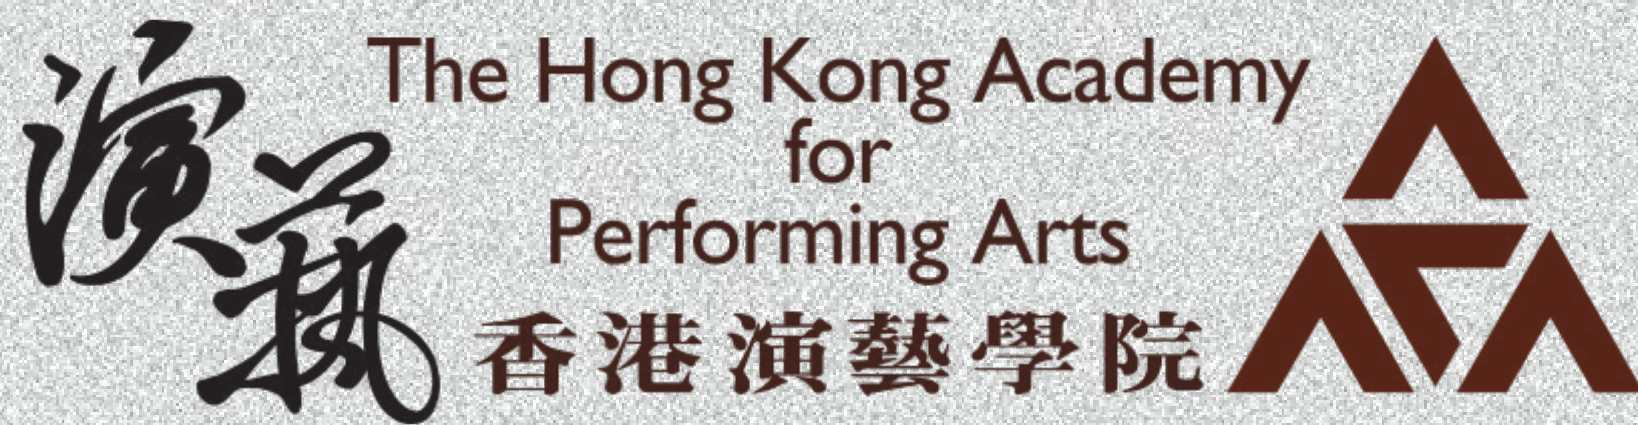 演藝
The Hong Kong Academy
for
Performing Arts
香港演藝學院